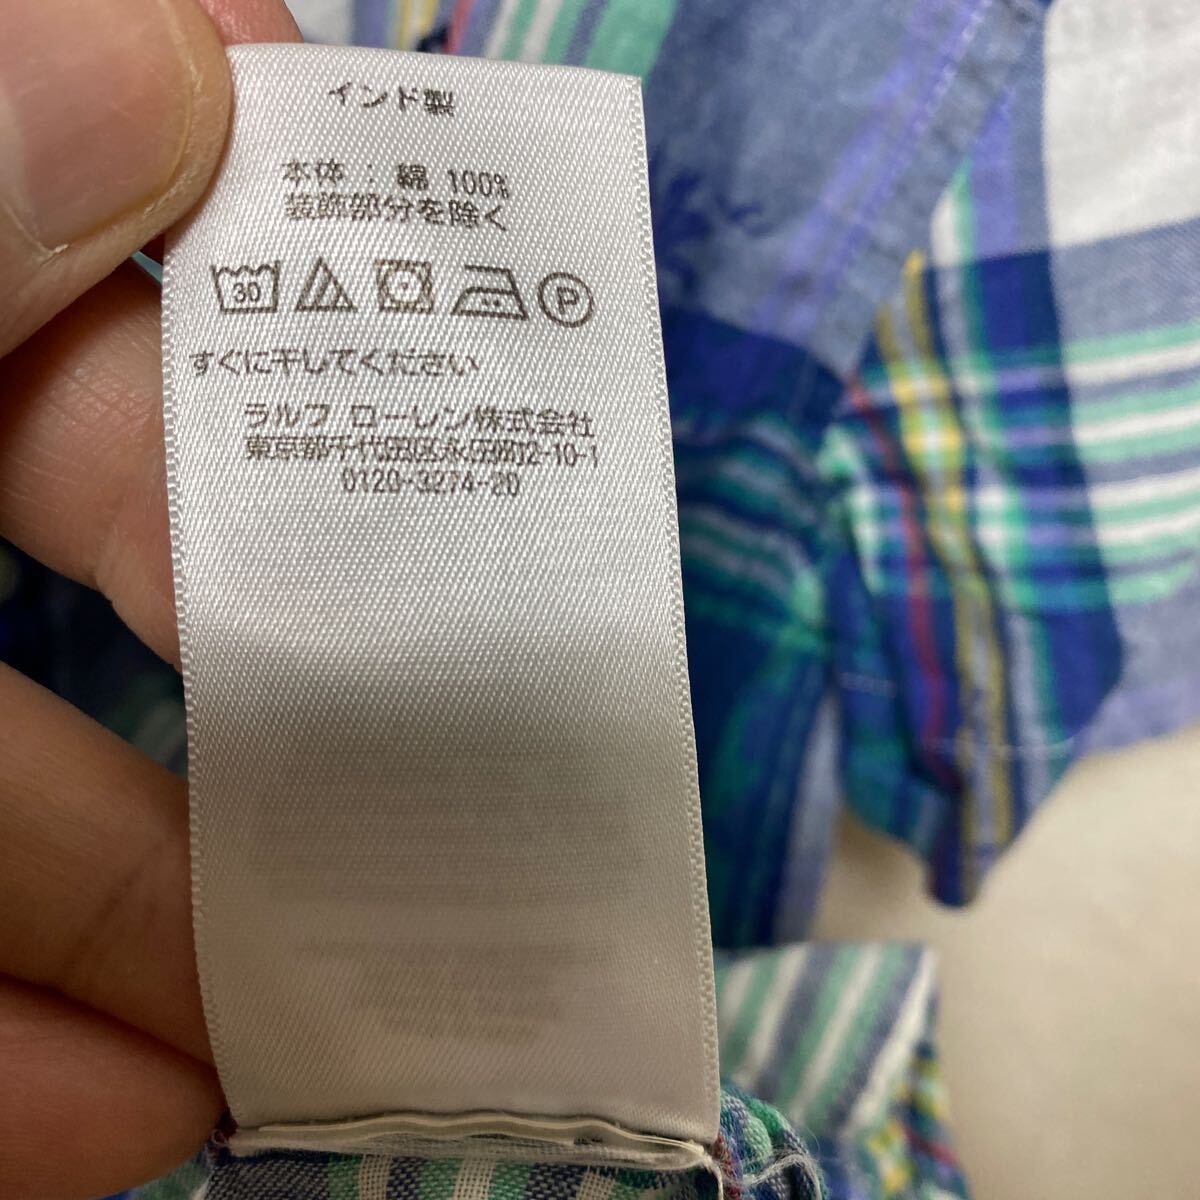 インド製
本体 : 綿 100%
装飾部分を除く
30 P
すぐに干してください
ラルフ ローレン株式会社
東京都千代田区永田町2-10-1
0120-3274-20